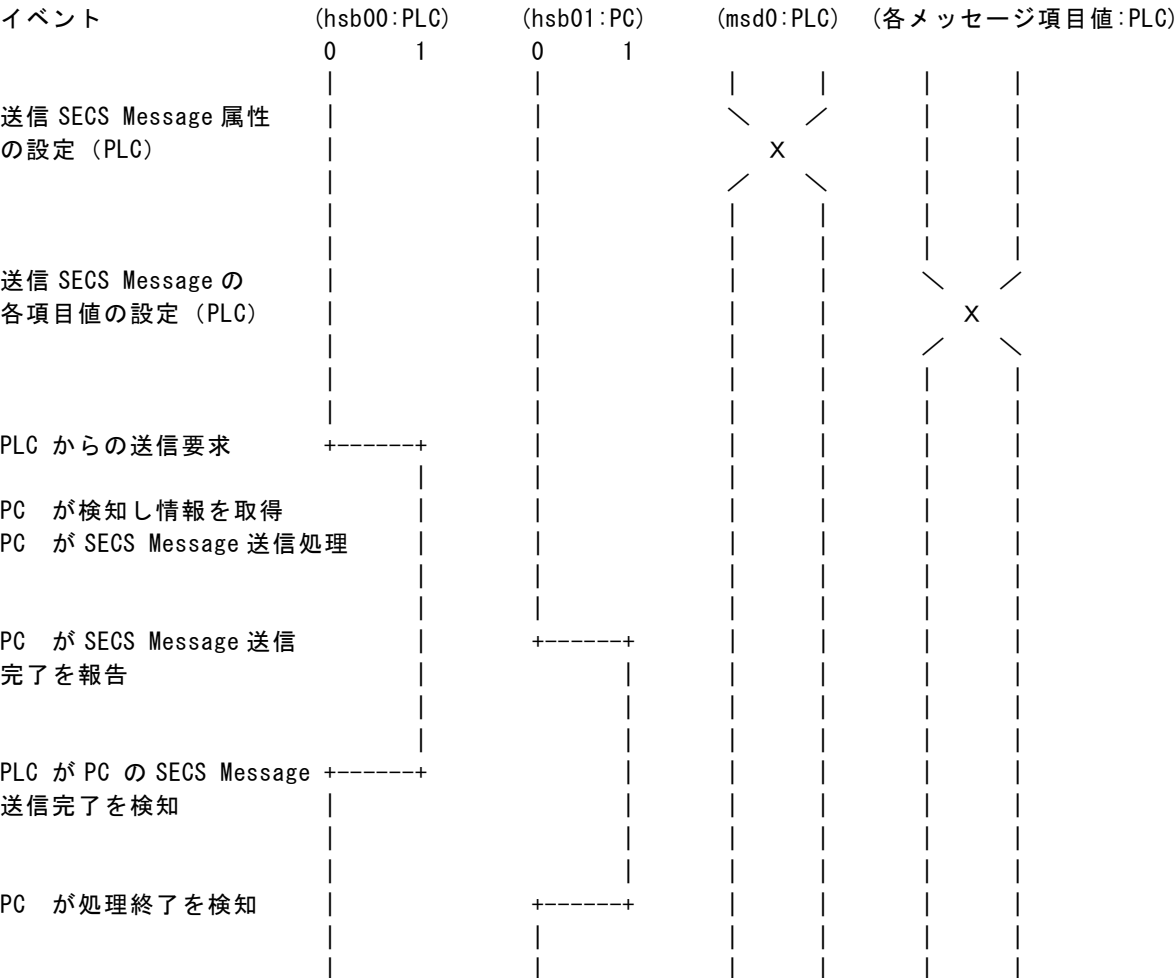 イベント (hsb00:PLC) (hsb01:PC) (msd0:PLC) (各メッセージ項目値:PLC)
0 1 0 1
送信 SECS Message 属性
の設定（PLC） X
送信 SECS Message の
各項目値の設定（PLC） X
PLC からの送信要求
PC が検知し情報を取得
PC が SECS Message 送信処理
PC が SECS Message 送信
完了を報告
PLC が PC の SECS Message
送信完了を検知
PC が処理終了を検知